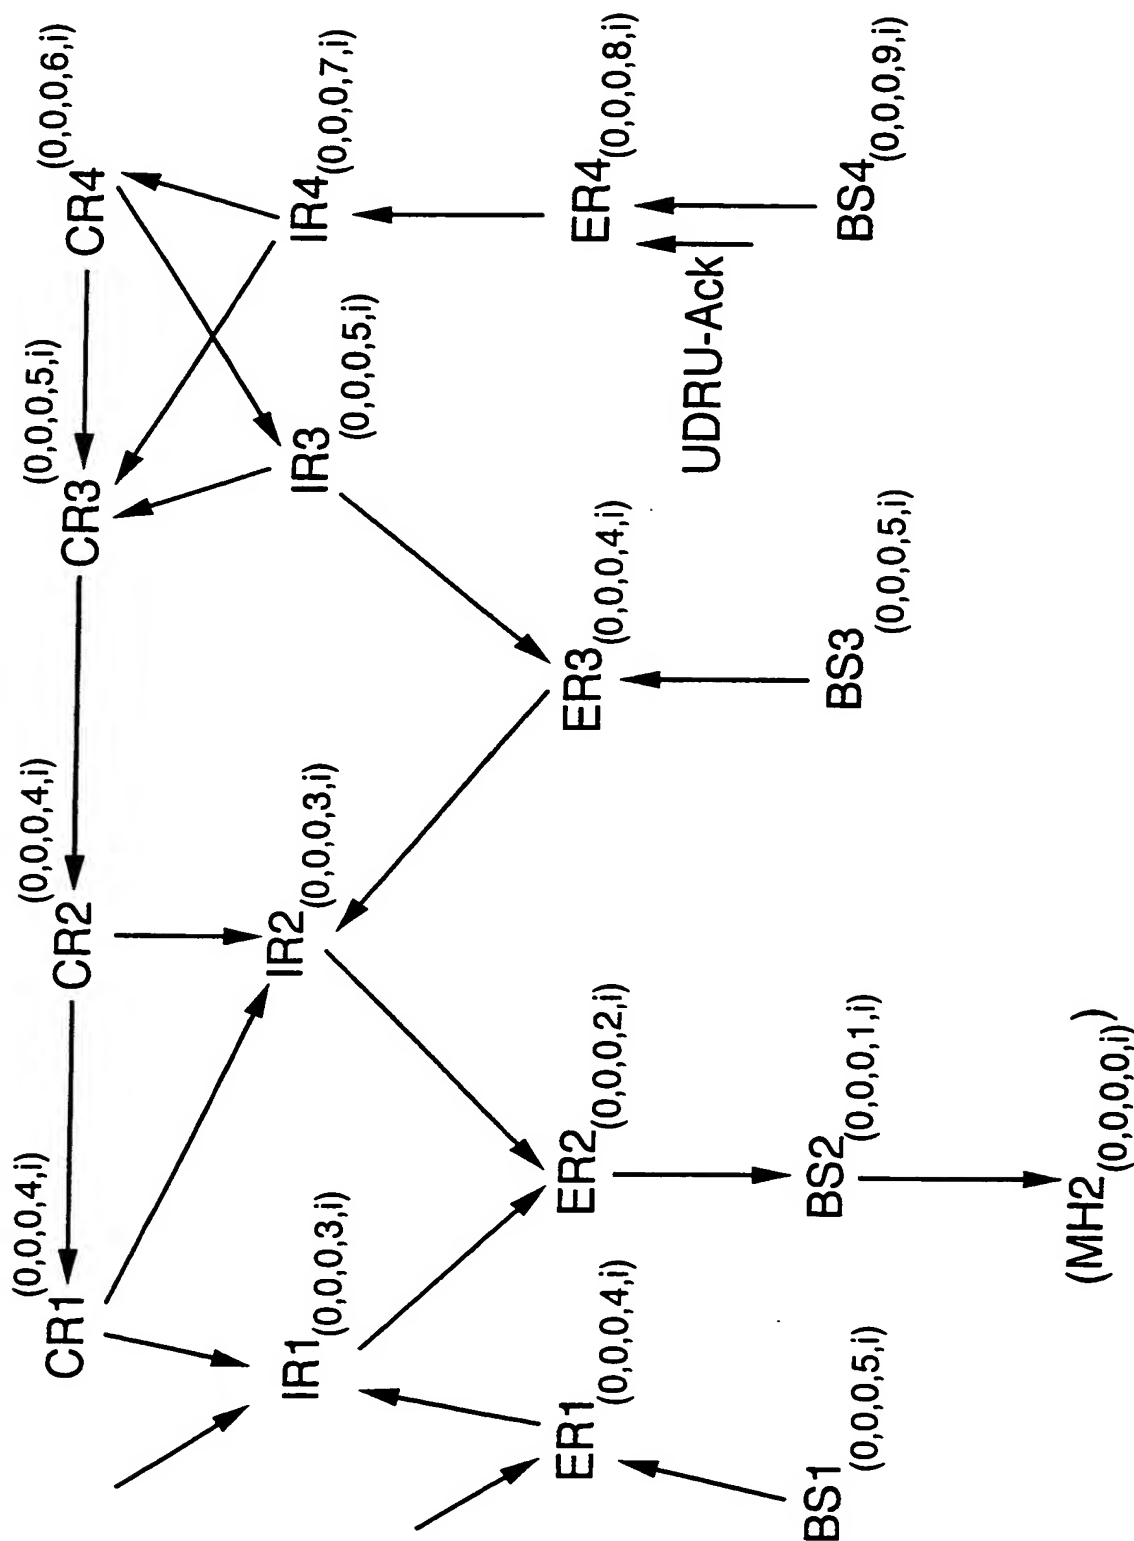 CR1(0,0,0,4,i)
CR2(0,0,0,4,i)
CR3(0,0,0,5,i)
CR4(0,0,0,6,i)
IR1(0,0,0,3,i)
IR2(0,0,0,3,i)
IR3(0,0,0,5,i)
IR4(0,0,0,7,i)
ER1(0,0,0,4,i)
ER2(0,0,0,2,i)
ER3(0,0,0,4,i)
ER4(0,0,0,8,i)
UDRU-Ack
BS1(0,0,0,5,i)
BS2(0,0,0,1,i)
BS3(0,0,0,5,i)
BS4(0,0,0,9,i)
(MH2(0,0,0,0,i))